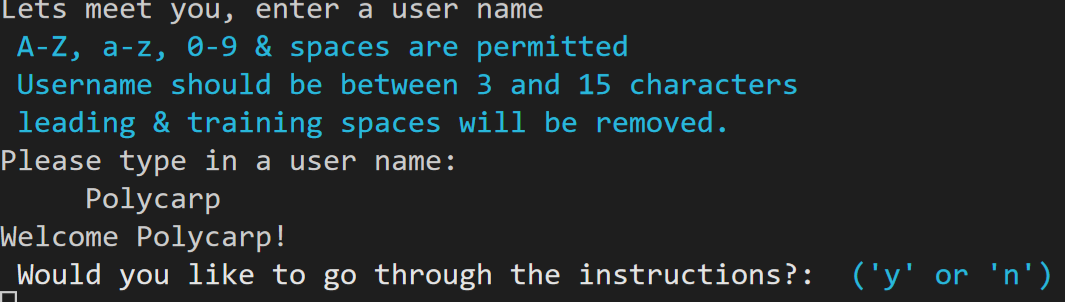 Lets meet you, enter a user name
A-Z, a-z, 0-9 & spaces are permitted
Username should be between 3 and 15 characters
leading & training spaces will be removed.
Please type in a user name:
Polycarp
Welcome Polycarp!
Would you like to go through the instructions?:  ('y' or 'n')